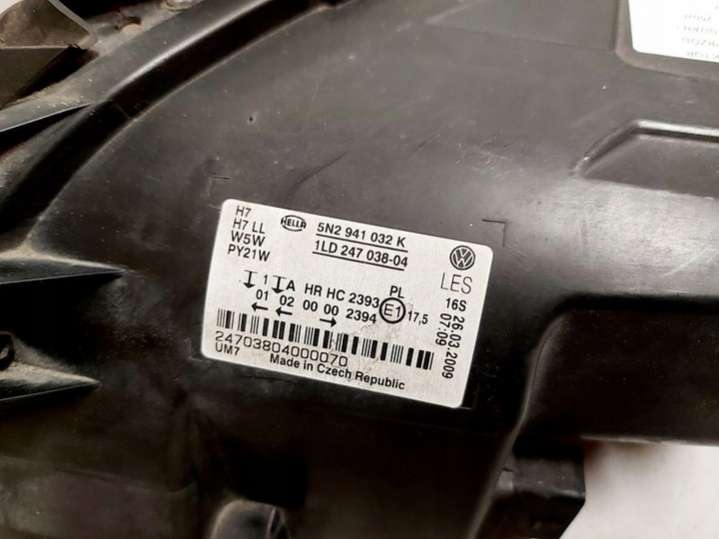 H7
H7 LL
W5W
PY21W
HELLA
5N2 941 032 K
1LD 247 038-04
LES
16S 26.03.2009
07:09
1 A HR HC 2393 PL
01 02 00 00 2394 E1 17,5
24703804000070
UM7
Made in Czech Republic